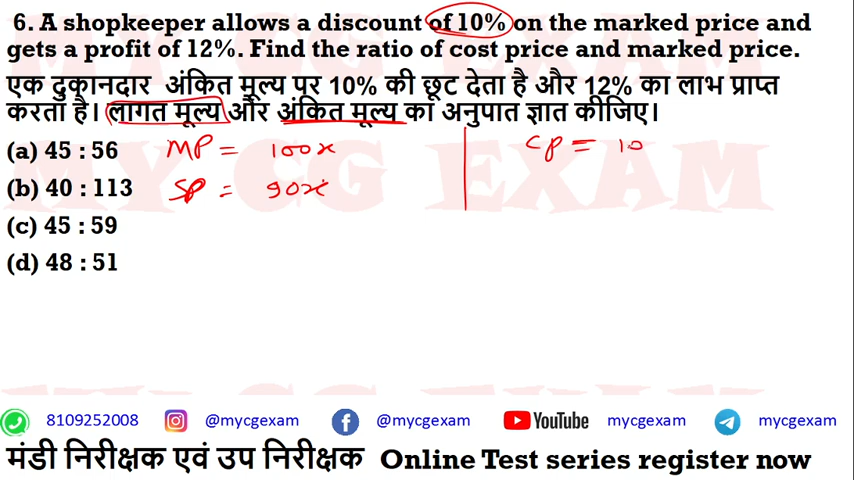 6. A shopkeeper allows a discount of 10% on the marked price and
gets a profit of 12%. Find the ratio of cost price and marked price.
एक दुकानदार अंकित मूल्य पर 10% की छूट देता है और 12% का लाभ प्राप्त
करता है। लागत मूल्य और अंकित मूल्य का अनुपात ज्ञात कीजिए।
(a) 45 : 56 MP = 100x CP = 10
(b) 40 : 113 SP = 90x
(c) 45 : 59
(d) 48 : 51
MY CG EXAM
8109252008 @mycgexam @mycgexam YouTube mycgexam mycgexam
मंडी निरीक्षक एवं उप निरीक्षक Online Test series register now